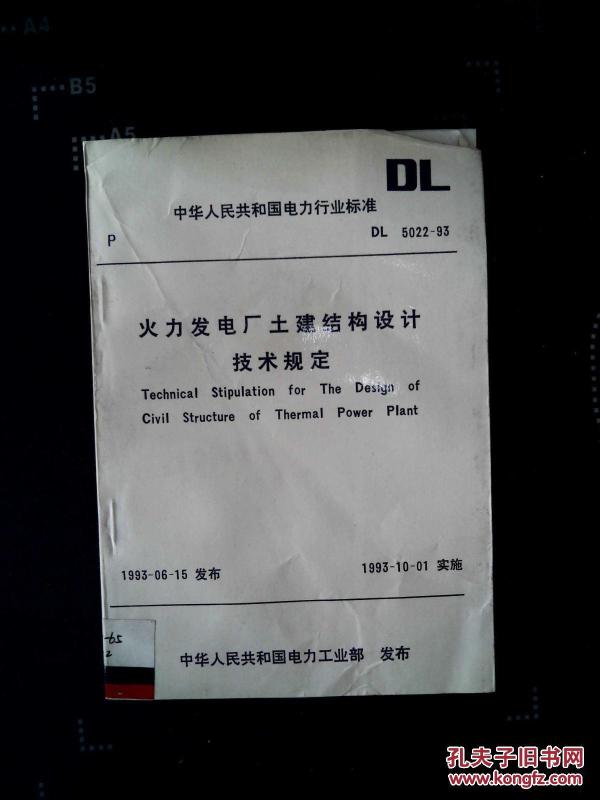 A4
B5
A5
DL
中华人民共和国电力行业标准
P
DL 5022-93
火力发电厂土建结构设计
技术规定
Technical Stipulation for The Design of
Civil Structure of Thermal Power Plant
1993-06-15 发布
1993-10-01 实施
-65
2
中华人民共和国电力工业部 发布
孔夫子旧书网
www.kongfz.com